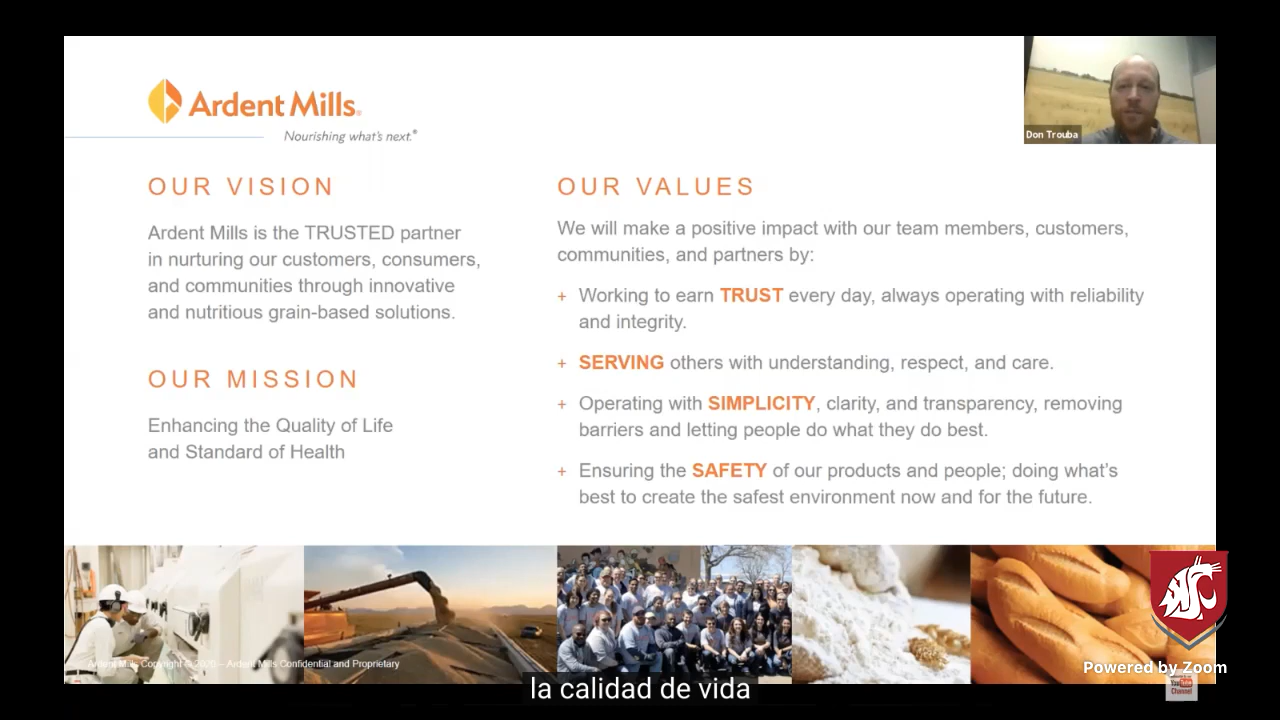 Ardent Mills
Nourishing what's next.®
Don Trouba
OUR VISION
Ardent Mills is the TRUSTED partner
in nurturing our customers, consumers,
and communities through innovative
and nutritious grain-based solutions.
OUR MISSION
Enhancing the Quality of Life
and Standard of Health
OUR VALUES
We will make a positive impact with our team members, customers,
communities, and partners by:
+ Working to earn TRUST every day, always operating with reliability
and integrity.
+ SERVING others with understanding, respect, and care.
+ Operating with SIMPLICITY, clarity, and transparency, removing
barriers and letting people do what they do best.
+ Ensuring the SAFETY of our products and people; doing what's
best to create the safest environment now and for the future.
Ardent Mills Copyright © 2020 – Ardent Mills Confidential and Proprietary
Powered by Zoom
YouTube
Channel
la calidad de vida